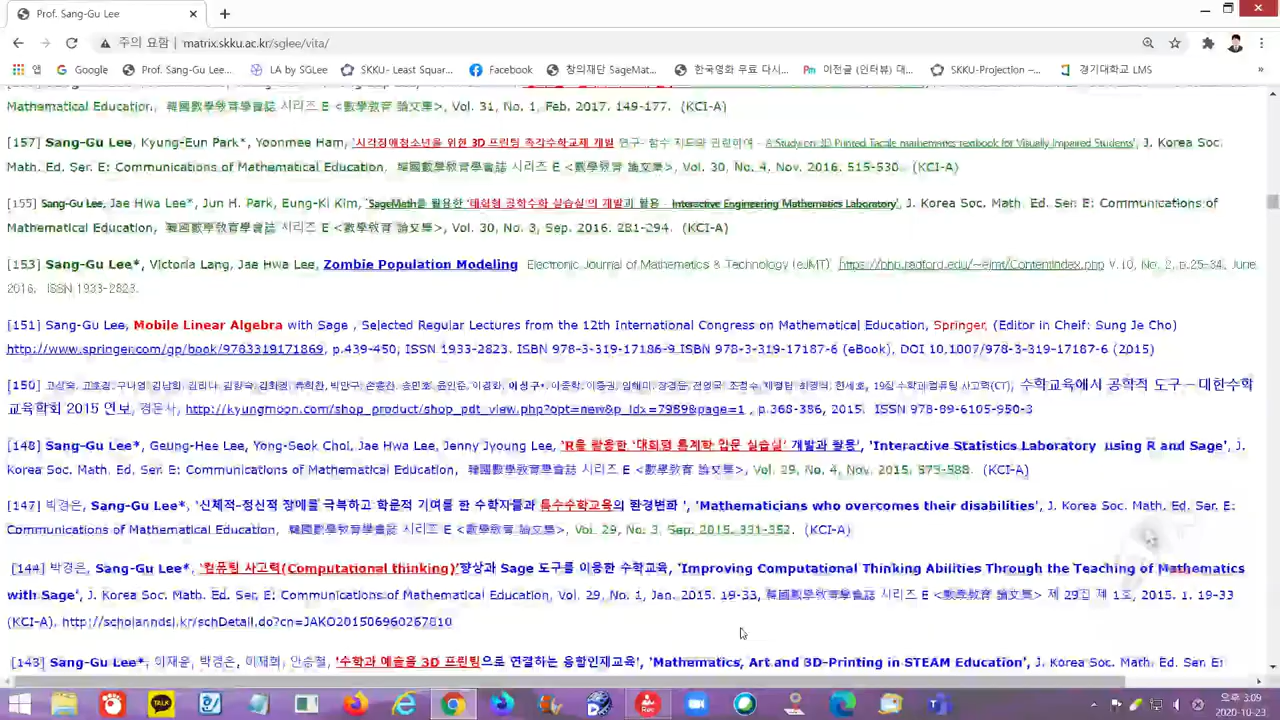 Prof. Sang-Gu Lee
주의 요함 | matrix.skku.ac.kr/sglee/vita/
앱 Google Prof. Sang-Gu Lee... LA by SGLee SKKU- Least Squar... Facebook 창의재단 SageMat... 한국영화 무료 다시... 이전글 (인터뷰) 대... SKKU-Projection –... 경기대학교 LMS »
Mathematical Education, 韓國數學敎育學會誌 시리즈 E <數學敎育 論文集>, Vol. 31, No. 1, Feb. 2017. 149-177. (KCI-A)
[157] Sang-Gu Lee, Kyung-Eun Park*, Yoonmee Ham, '시각장애청소년을 위한 3D 프린팅 촉각수학교재 개발 연구- - A Study on 3D Printed Tactile mathematics textbook for Visually Impaired Students', J. Korea Soc.
Math. Ed. Ser. E: Communications of Mathematical Education, 韓國數學敎育學會誌 시리즈 E <數學敎育 論文集>, Vol. 30, No. 4, Nov. 2016. 515-530. (KCI-A)
[155] Sang-Gu Lee, Jae Hwa Lee*, Jun H. Park, Eung-Ki Kim, 'SageMath을 활용한 '대화형 공학수학 실습실'의 개발과 활용 - Interactive Engineering Mathematics Laboratory', J. Korea Soc. Math. Ed. Ser. E: Communications of
Mathematical Education, 韓國數學敎育學會誌 시리즈 E <數學敎育 論文集>, Vol. 30, No. 3, Sep. 2016. 281-294. (KCI-A)
[153] Sang-Gu Lee*, Victoria Lang, Jae Hwa Lee, Zombie Population Modeling Electronic Journal of Mathematics & Technology (eJMT) https://php.radford.edu/~ejmt/ContentIndex.php V.10, No. 2, p.25-34, June
2016. ISSN 1933-2823.
[151] Sang-Gu Lee, Mobile Linear Algebra with Sage , Selected Regular Lectures from the 12th International Congress on Mathematical Education, Springer, (Editor in Cheif: Sung Je Cho)
http://www.springer.com/gp/book/9783319171869, p.439-450, ISSN 1933-2823. ISBN 978-3-319-17186-9 ISBN 978-3-319-17187-6 (eBook), DOI 10.1007/978-3-319-17187-6 (2015)
[150] 이상구*, 19장 수학과 컴퓨팅 사고력(CT), 수학교육에서 공학적 도구 – 대한수학
교육학회 2015 연보, 경문사, http://kyungmoon.com/shop_product/shop_pdt_view.php?opt=new&p_idx=7989&page=1 , p.368-386, 2015. ISSN 978-89-6105-950-3
[148] Sang-Gu Lee*, Geung-Hee Lee, Yong-Seok Choi, Jae Hwa Lee, Jenny Jyoung Lee, 'R을 활용한 '대화형 통계학 입문 실습실' 개발과 활용', 'Interactive Statistics Laboratory using R and Sage', J.
Korea Soc. Math. Ed. Ser. E: Communications of Mathematical Education, 韓國數學敎育學會誌 시리즈 E <數學敎育 論文集>, Vol. 29, No. 4, Nov. 2015. 573-588. (KCI-A)
[147] 박경은, Sang-Gu Lee*, '신체적-정신적 장애를 극복하고 학문적 기여를 한 수학자들과 특수수학교육의 환경변화 ', 'Mathematicians who overcomes their disabilities', J. Korea Soc. Math. Ed. Ser. E:
Communications of Mathematical Education, 韓國數學敎育學會誌 시리즈 E <數學敎育 論文集>, Vol. 29, No. 3, Sep. 2015. 331-352. (KCI-A)
[144] 박경은, Sang-Gu Lee*, '컴퓨팅 사고력(Computational thinking)'향상과 Sage 도구를 이용한 수학교육, 'Improving Computational Thinking Abilities Through the Teaching of Mathematics
with Sage', J. Korea Soc. Math. Ed. Ser. E: Communications of Mathematical Education, Vol. 29, No. 1, Jan. 2015. 19-33, 韓國數學敎育學會誌 시리즈 E <數學敎育 論文集> 제 29집 제 1호, 2015. 1. 19-33
(KCI-A), http://scholar.ndsl.kr/schDetail.do?cn=JAKO201506960267810
[143] Sang-Gu Lee*, 이재윤, 박경은, 이재화, 안승철, '수학과 예술을 3D 프린팅으로 연결하는 융합인재교육', 'Mathematics, Art and 3D-Printing in STEAM Education', J. Korea Soc. Math. Ed. Ser E:
TALK
Rec
오후 3:09
2020-10-23